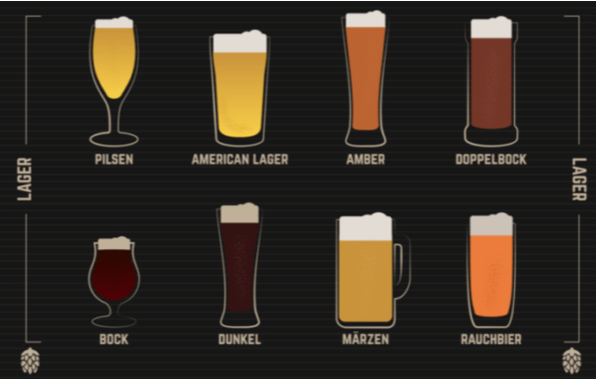 PILSEN
AMERICAN LAGER
AMBER
DOPPELBOCK
LAGER
LAGER
BOCK
DUNKEL
MÄRZEN
RAUCHBIER